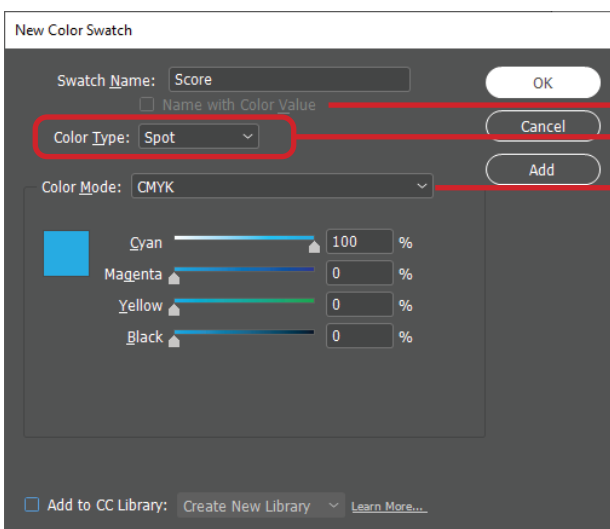 New Color Swatch
Swatch Name: Score
OK
Name with Color Value
Color Type: Spot
Cancel
Color Mode: CMYK
Add
Cyan 100 %
Magenta 0 %
Yellow 0 %
Black 0 %
Add to CC Library: Create New Library Learn More...